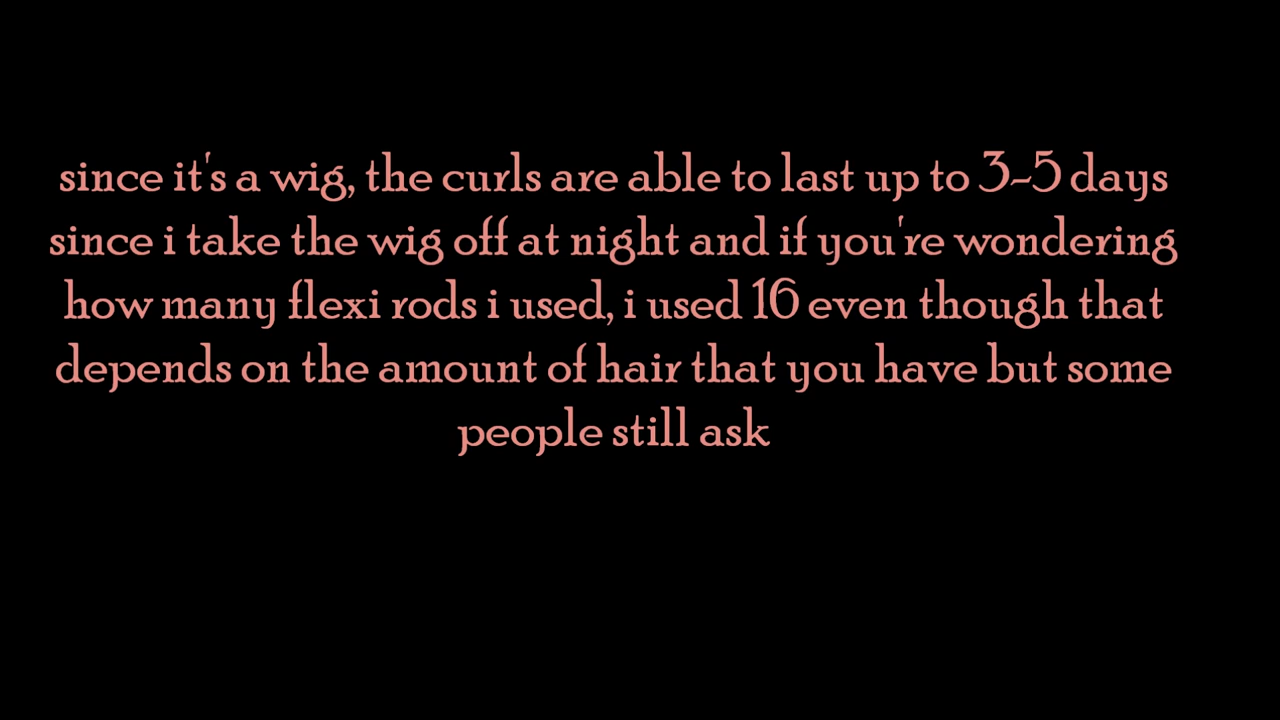 since it's a wig, the curls are able to last up to 3-5 days
since i take the wig off at night and if you're wondering
how many flexi rods i used, i used 16 even though that
depends on the amount of hair that you have but some
people still ask